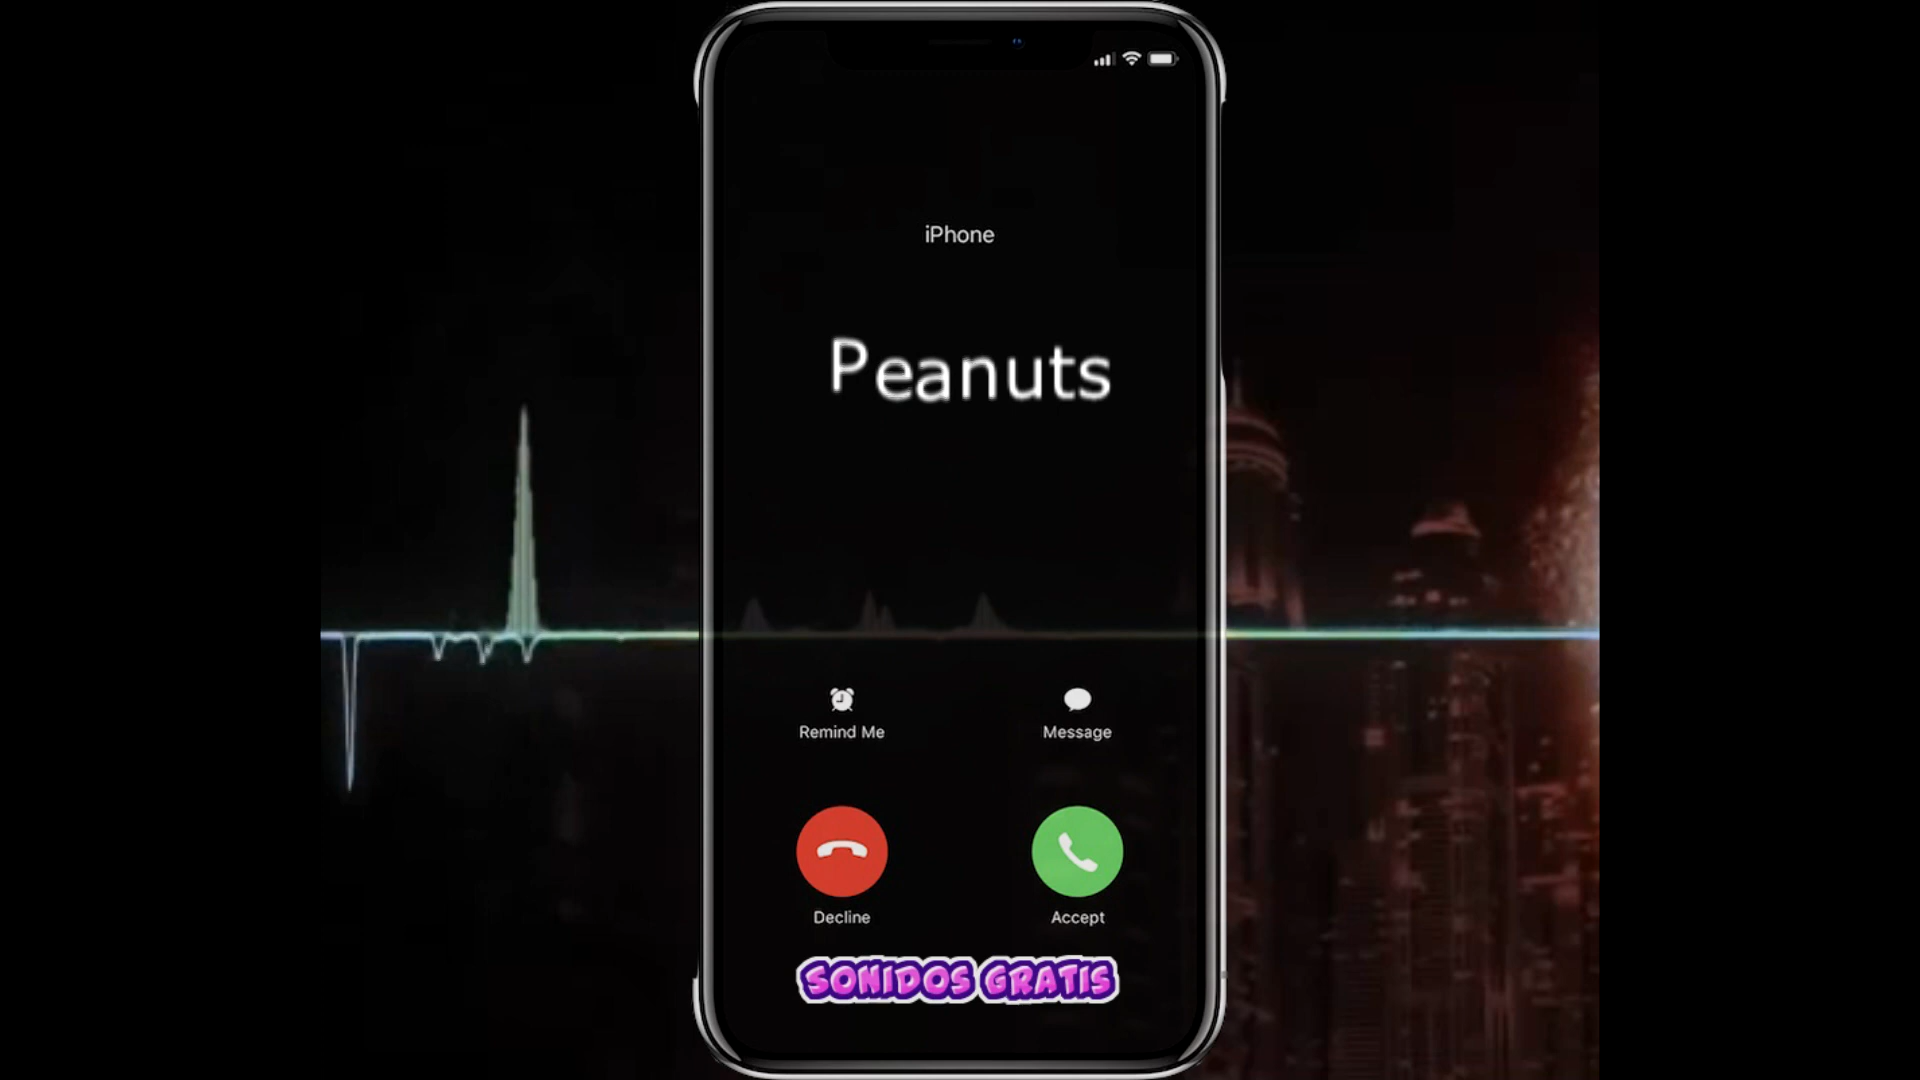 iPhone
Peanuts
Remind Me
Message
Decline
Accept
SONIDOS GRATIS